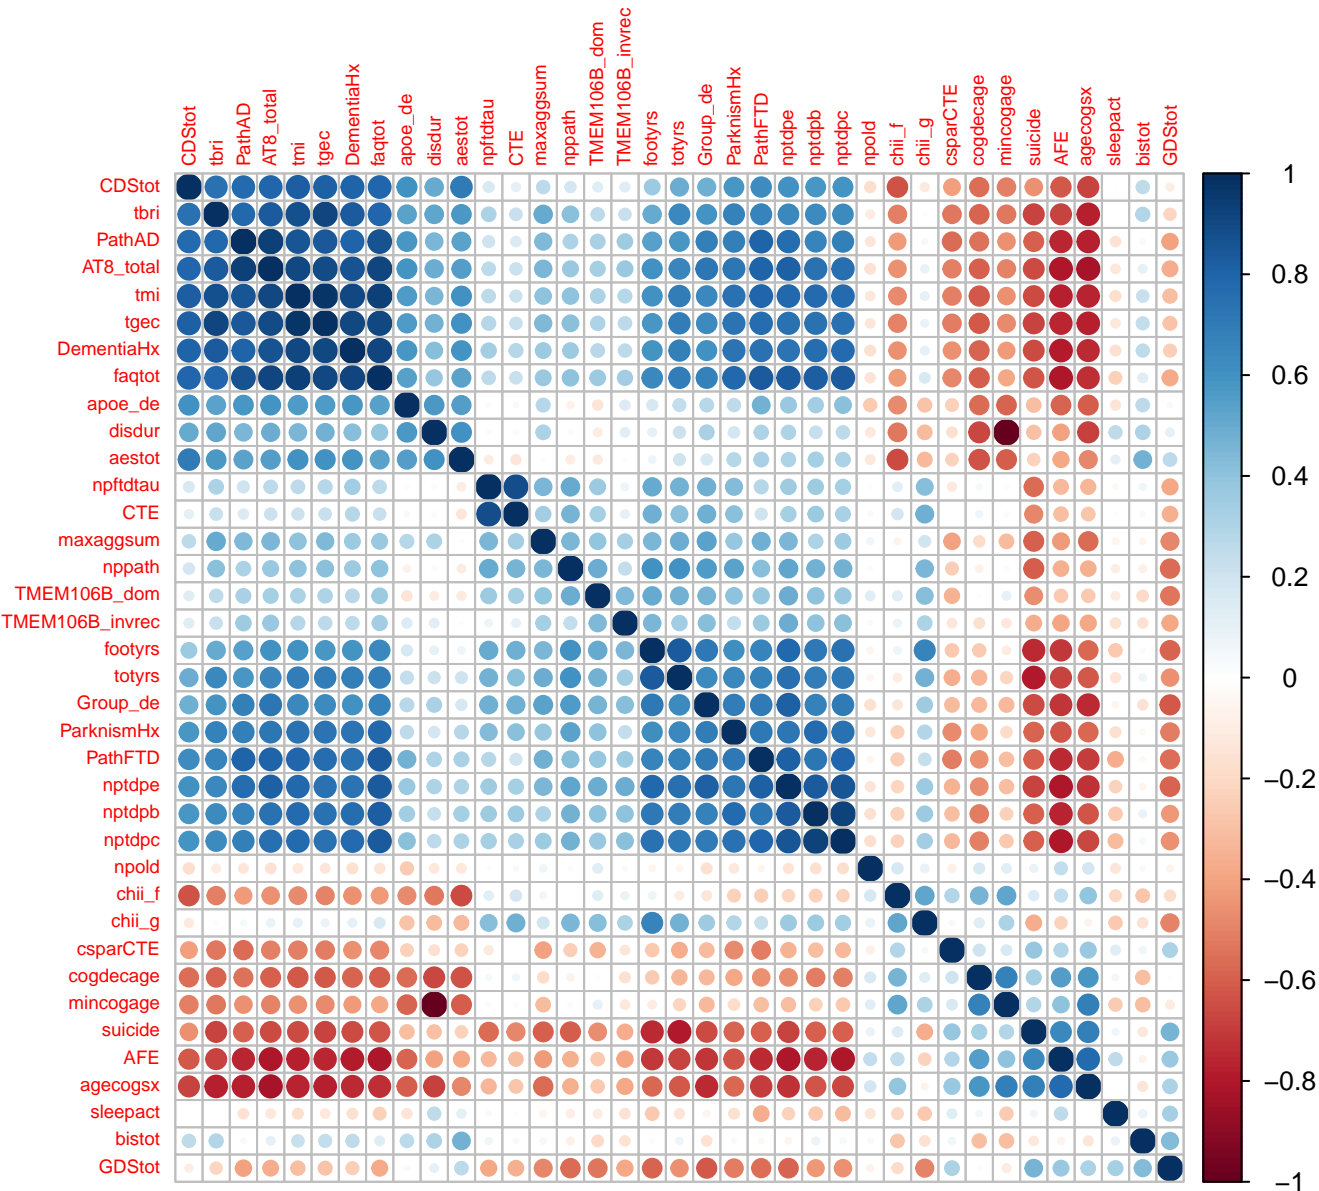 CDStot
tbri
PathAD
AT8_total
tmi
tgec
DementiaHx
faqtot
apoe_de
disdur
aestot
npftdtau
CTE
maxaggsum
nppath
TMEM106B_dom
TMEM106B_invrec
footyrs
totyrs
Group_de
ParknismHx
PathFTD
nptdpe
nptdpb
nptdpc
npold
chii_f
chii_g
csparCTE
cogdecage
mincogage
suicide
AFE
agecogsx
sleepact
bistot
GDStot
CDStot
tbri
PathAD
AT8_total
tmi
tgec
DementiaHx
faqtot
apoe_de
disdur
aestot
npftdtau
CTE
maxaggsum
nppath
TMEM106B_dom
TMEM106B_invrec
footyrs
totyrs
Group_de
ParknismHx
PathFTD
nptdpe
nptdpb
nptdpc
npold
chii_f
chii_g
csparCTE
cogdecage
mincogage
suicide
AFE
agecogsx
sleepact
bistot
GDStot
1
0.8
0.6
0.4
0.2
0
−0.2
−0.4
−0.6
−0.8
−1